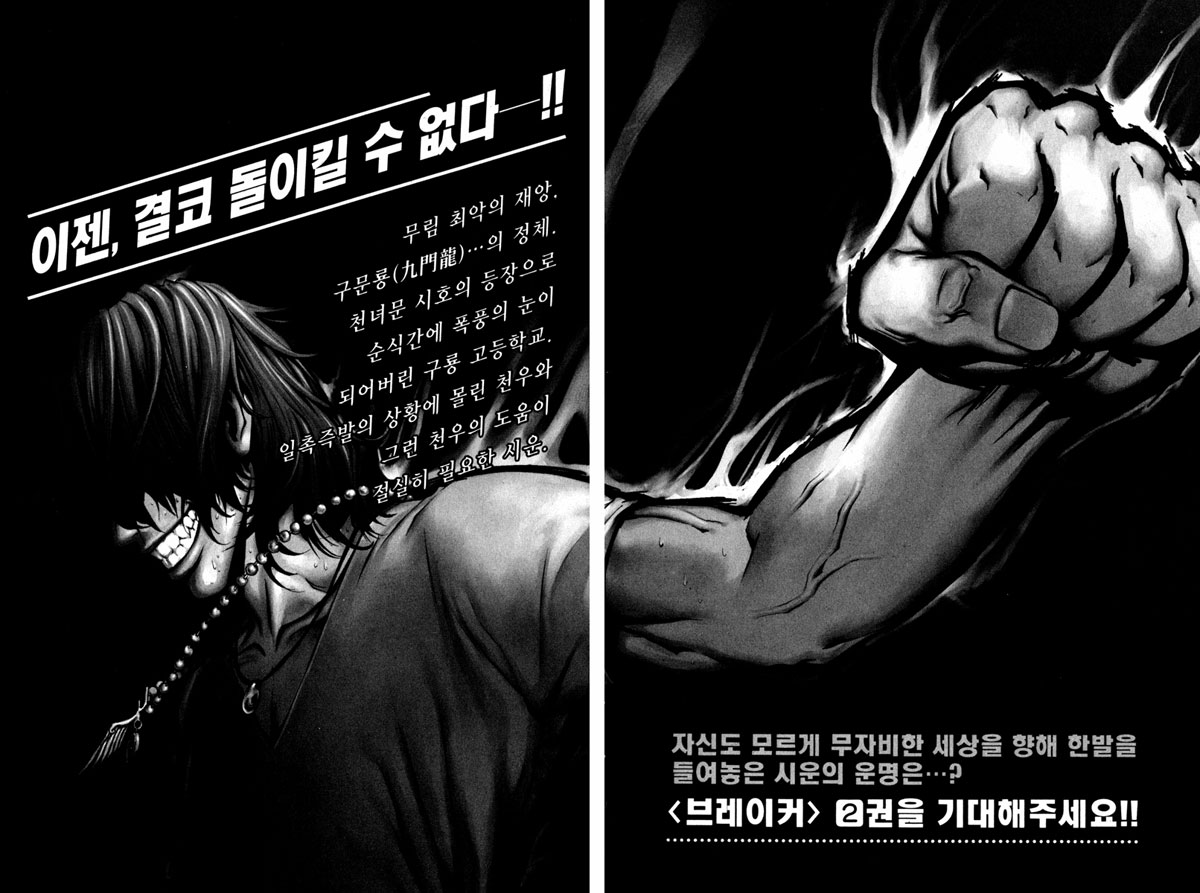 이젠, 결코 돌이킬 수 없다―!!
무림 최악의 재앙.
구문룡(九門龍)…의 정체.
천녀문 시호의 등장으로
순식간에 폭풍의 눈이
되어버린 구룡 고등학교.
일촉즉발의 상황에 몰린 천우와
그런 천우의 도움이
절실히 필요한 시운.
자신도 모르게 무자비한 세상을 향해 한발을
들여놓은 시운의 운명은…?
<브레이커> 2권을 기대해주세요!!